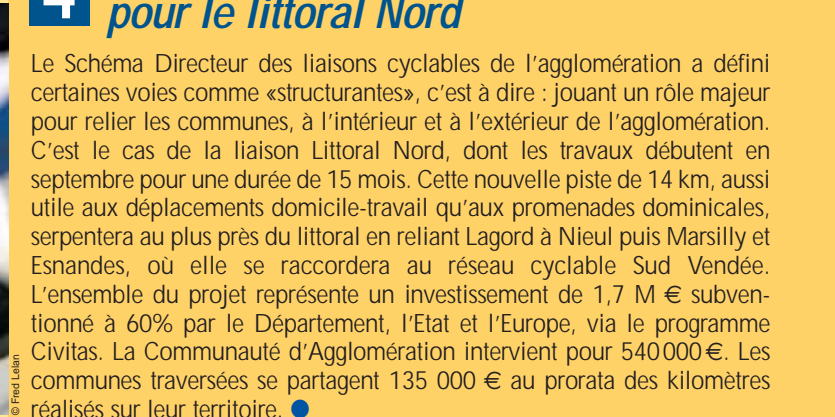 4 pour le littoral Nord
Le Schéma Directeur des liaisons cyclables de l'agglomération a défini
certaines voies comme «structurantes», c'est à dire : jouant un rôle majeur
pour relier les communes, à l'intérieur et à l'extérieur de l'agglomération.
C'est le cas de la liaison Littoral Nord, dont les travaux débutent en
septembre pour une durée de 15 mois. Cette nouvelle piste de 14 km, aussi
utile aux déplacements domicile-travail qu'aux promenades dominicales,
serpentera au plus près du littoral en reliant Lagord à Nieul puis Marsilly et
Esnandes, où elle se raccordera au réseau cyclable Sud Vendée.
L'ensemble du projet représente un investissement de 1,7 M € subven-
tionné à 60% par le Département, l'Etat et l'Europe, via le programme
Civitas. La Communauté d'Agglomération intervient pour 540 000 €. Les
communes traversées se partagent 135 000 € au prorata des kilomètres
réalisés sur leur territoire.
© Fred Lelan